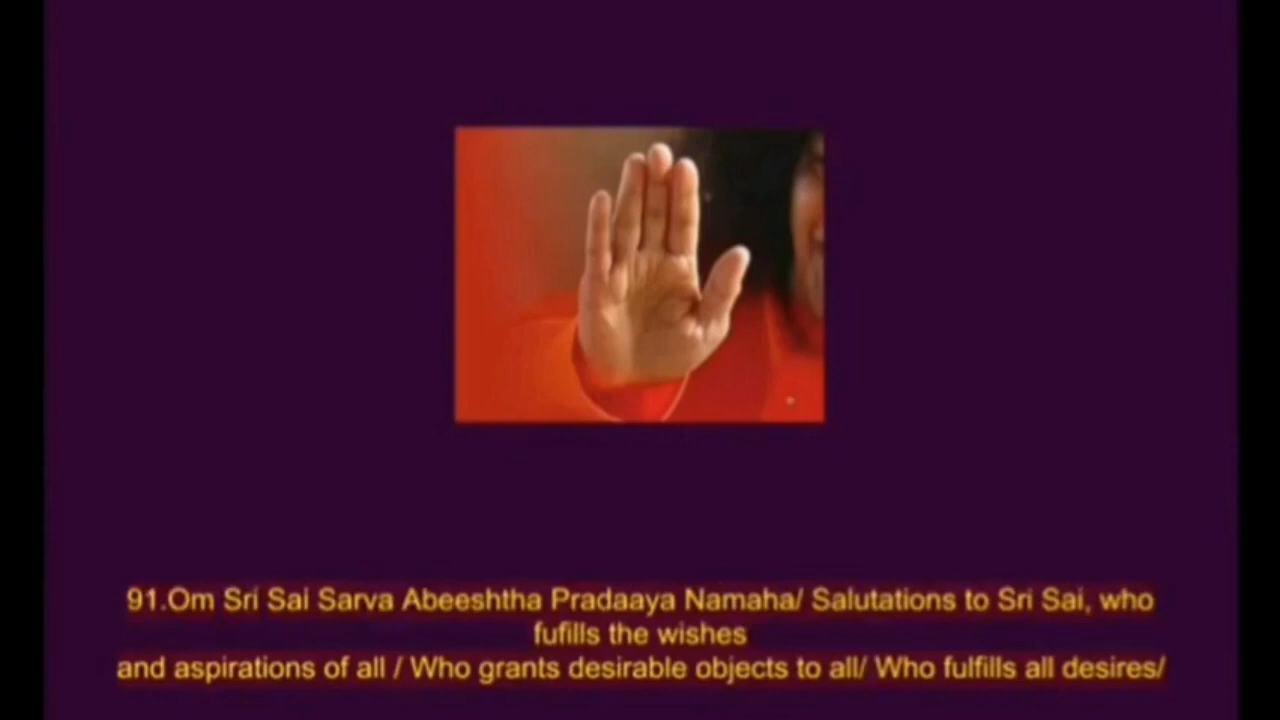 91.Om Sri Sai Sarva Abeeshtha Pradaaya Namaha/ Salutations to Sri Sai, who
fufills the wishes
and aspirations of all / Who grants desirable objects to all/ Who fulfills all desires/